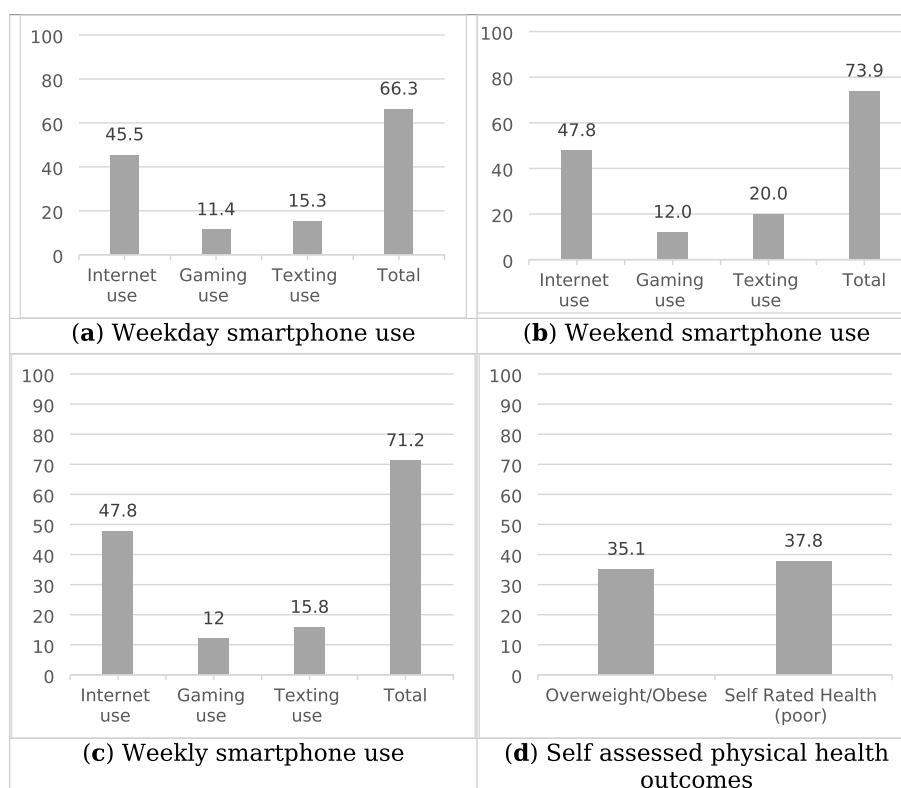 100
80
60
40
20
0
45.5
11.4
15.3
66.3
Internet use
Gaming use
Texting use
Total
(a) Weekday smartphone use
100
80
60
40
20
0
47.8
12.0
20.0
73.9
Internet use
Gaming use
Texting use
Total
(b) Weekend smartphone use
100
90
80
70
60
50
40
30
20
10
0
47.8
12
15.8
71.2
Internet use
Gaming use
Texting use
Total
(c) Weekly smartphone use
100
90
80
70
60
50
40
30
20
10
0
35.1
37.8
Overweight/Obese
Self Rated Health
(poor)
(d) Self assessed physical health
outcomes